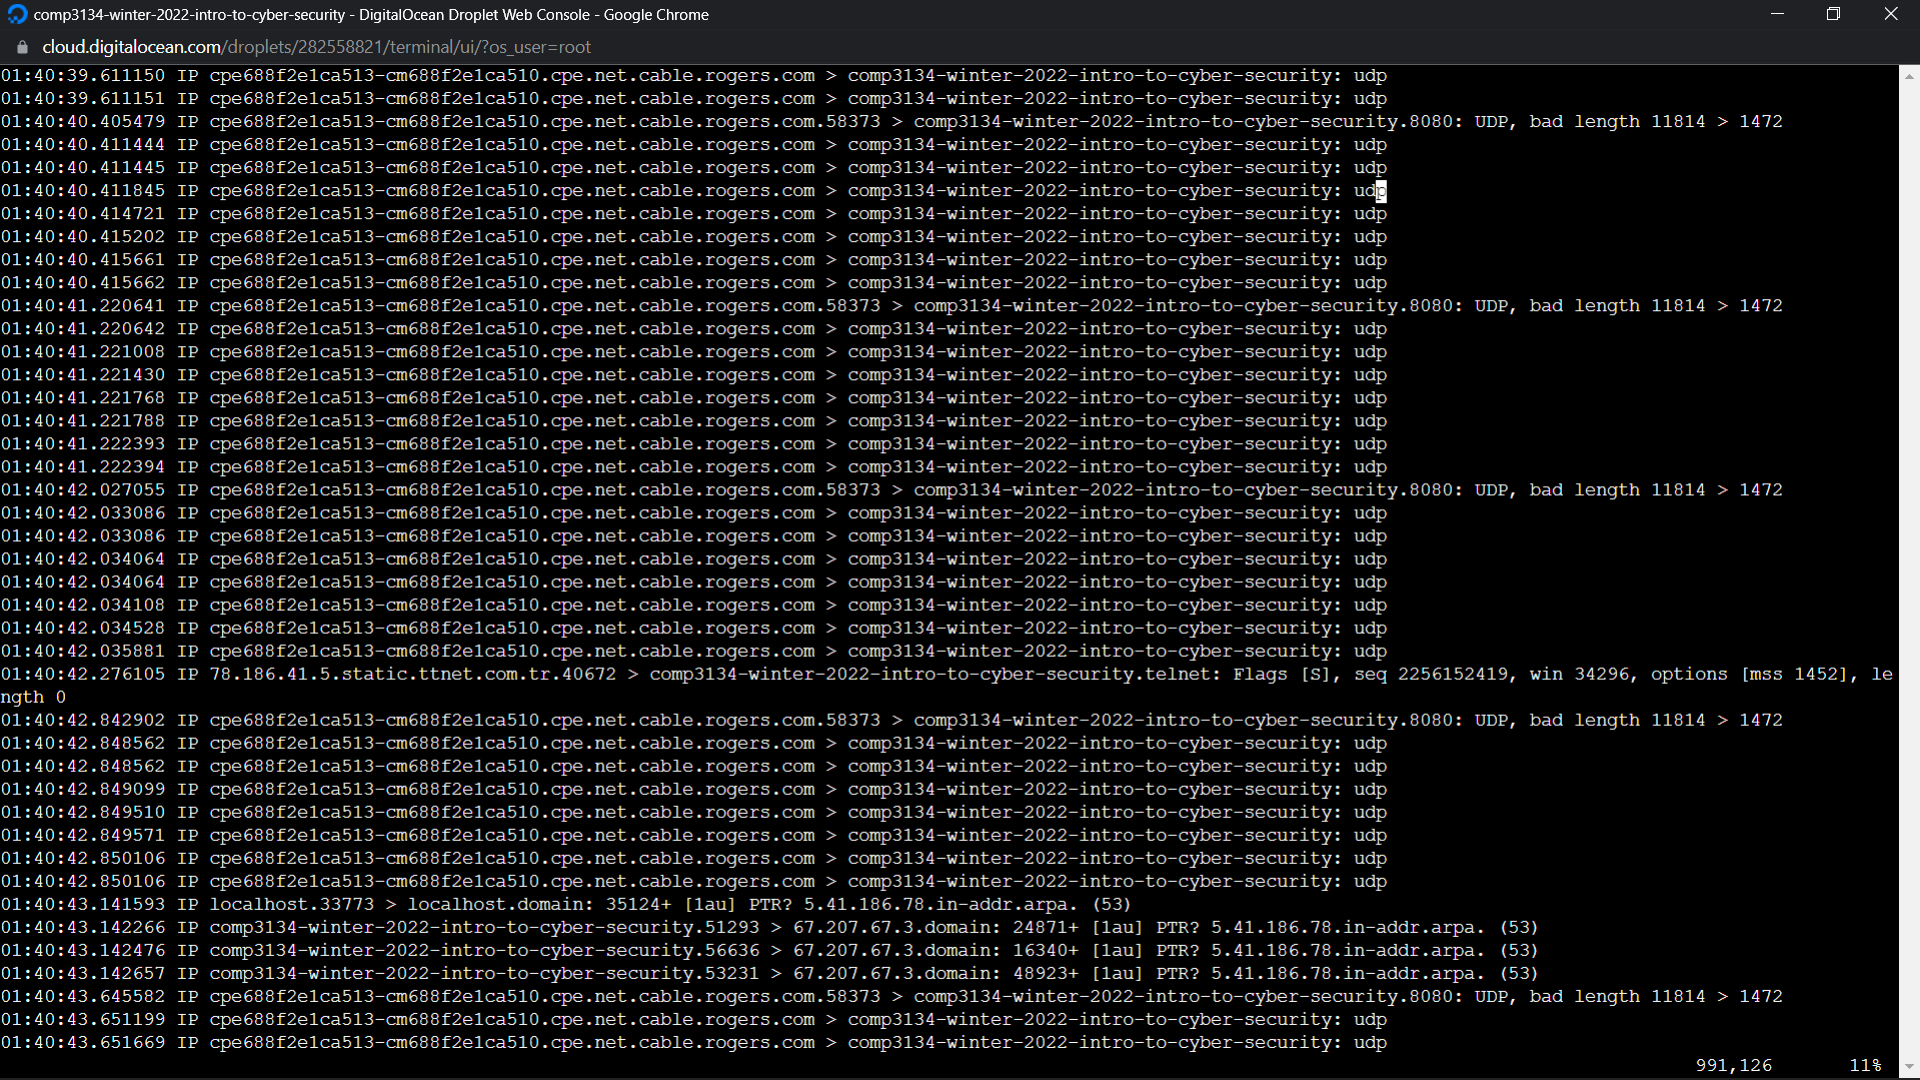 comp3134-winter-2022-intro-to-cyber-security - DigitalOcean Droplet Web Console - Google Chrome
cloud.digitalocean.com/droplets/282558821/terminal/ui/?os_user=root
01:40:39.611150 IP cpe688f2e1ca513-cm688f2e1ca510.cpe.net.cable.rogers.com > comp3134-winter-2022-intro-to-cyber-security: udp
01:40:39.611151 IP cpe688f2e1ca513-cm688f2e1ca510.cpe.net.cable.rogers.com > comp3134-winter-2022-intro-to-cyber-security: udp
01:40:40.405479 IP cpe688f2e1ca513-cm688f2e1ca510.cpe.net.cable.rogers.com.58373 > comp3134-winter-2022-intro-to-cyber-security.8080: UDP, bad length 11814 > 1472
01:40:40.411444 IP cpe688f2e1ca513-cm688f2e1ca510.cpe.net.cable.rogers.com > comp3134-winter-2022-intro-to-cyber-security: udp
01:40:40.411445 IP cpe688f2e1ca513-cm688f2e1ca510.cpe.net.cable.rogers.com > comp3134-winter-2022-intro-to-cyber-security: udp
01:40:40.411845 IP cpe688f2e1ca513-cm688f2e1ca510.cpe.net.cable.rogers.com > comp3134-winter-2022-intro-to-cyber-security: udp
01:40:40.414721 IP cpe688f2e1ca513-cm688f2e1ca510.cpe.net.cable.rogers.com > comp3134-winter-2022-intro-to-cyber-security: udp
01:40:40.415202 IP cpe688f2e1ca513-cm688f2e1ca510.cpe.net.cable.rogers.com > comp3134-winter-2022-intro-to-cyber-security: udp
01:40:40.415661 IP cpe688f2e1ca513-cm688f2e1ca510.cpe.net.cable.rogers.com > comp3134-winter-2022-intro-to-cyber-security: udp
01:40:40.415662 IP cpe688f2e1ca513-cm688f2e1ca510.cpe.net.cable.rogers.com > comp3134-winter-2022-intro-to-cyber-security: udp
01:40:41.220641 IP cpe688f2e1ca513-cm688f2e1ca510.cpe.net.cable.rogers.com.58373 > comp3134-winter-2022-intro-to-cyber-security.8080: UDP, bad length 11814 > 1472
01:40:41.220642 IP cpe688f2e1ca513-cm688f2e1ca510.cpe.net.cable.rogers.com > comp3134-winter-2022-intro-to-cyber-security: udp
01:40:41.221008 IP cpe688f2e1ca513-cm688f2e1ca510.cpe.net.cable.rogers.com > comp3134-winter-2022-intro-to-cyber-security: udp
01:40:41.221430 IP cpe688f2e1ca513-cm688f2e1ca510.cpe.net.cable.rogers.com > comp3134-winter-2022-intro-to-cyber-security: udp
01:40:41.221768 IP cpe688f2e1ca513-cm688f2e1ca510.cpe.net.cable.rogers.com > comp3134-winter-2022-intro-to-cyber-security: udp
01:40:41.221788 IP cpe688f2e1ca513-cm688f2e1ca510.cpe.net.cable.rogers.com > comp3134-winter-2022-intro-to-cyber-security: udp
01:40:41.222393 IP cpe688f2e1ca513-cm688f2e1ca510.cpe.net.cable.rogers.com > comp3134-winter-2022-intro-to-cyber-security: udp
01:40:41.222394 IP cpe688f2e1ca513-cm688f2e1ca510.cpe.net.cable.rogers.com > comp3134-winter-2022-intro-to-cyber-security: udp
01:40:42.027055 IP cpe688f2e1ca513-cm688f2e1ca510.cpe.net.cable.rogers.com.58373 > comp3134-winter-2022-intro-to-cyber-security.8080: UDP, bad length 11814 > 1472
01:40:42.033086 IP cpe688f2e1ca513-cm688f2e1ca510.cpe.net.cable.rogers.com > comp3134-winter-2022-intro-to-cyber-security: udp
01:40:42.033086 IP cpe688f2e1ca513-cm688f2e1ca510.cpe.net.cable.rogers.com > comp3134-winter-2022-intro-to-cyber-security: udp
01:40:42.034064 IP cpe688f2e1ca513-cm688f2e1ca510.cpe.net.cable.rogers.com > comp3134-winter-2022-intro-to-cyber-security: udp
01:40:42.034064 IP cpe688f2e1ca513-cm688f2e1ca510.cpe.net.cable.rogers.com > comp3134-winter-2022-intro-to-cyber-security: udp
01:40:42.034108 IP cpe688f2e1ca513-cm688f2e1ca510.cpe.net.cable.rogers.com > comp3134-winter-2022-intro-to-cyber-security: udp
01:40:42.034528 IP cpe688f2e1ca513-cm688f2e1ca510.cpe.net.cable.rogers.com > comp3134-winter-2022-intro-to-cyber-security: udp
01:40:42.035881 IP cpe688f2e1ca513-cm688f2e1ca510.cpe.net.cable.rogers.com > comp3134-winter-2022-intro-to-cyber-security: udp
01:40:42.276105 IP 78.186.41.5.static.ttnet.com.tr.40672 > comp3134-winter-2022-intro-to-cyber-security.telnet: Flags [S], seq 2256152419, win 34296, options [mss 1452], le
ngth 0
01:40:42.842902 IP cpe688f2e1ca513-cm688f2e1ca510.cpe.net.cable.rogers.com.58373 > comp3134-winter-2022-intro-to-cyber-security.8080: UDP, bad length 11814 > 1472
01:40:42.848562 IP cpe688f2e1ca513-cm688f2e1ca510.cpe.net.cable.rogers.com > comp3134-winter-2022-intro-to-cyber-security: udp
01:40:42.848562 IP cpe688f2e1ca513-cm688f2e1ca510.cpe.net.cable.rogers.com > comp3134-winter-2022-intro-to-cyber-security: udp
01:40:42.849099 IP cpe688f2e1ca513-cm688f2e1ca510.cpe.net.cable.rogers.com > comp3134-winter-2022-intro-to-cyber-security: udp
01:40:42.849510 IP cpe688f2e1ca513-cm688f2e1ca510.cpe.net.cable.rogers.com > comp3134-winter-2022-intro-to-cyber-security: udp
01:40:42.849571 IP cpe688f2e1ca513-cm688f2e1ca510.cpe.net.cable.rogers.com > comp3134-winter-2022-intro-to-cyber-security: udp
01:40:42.850106 IP cpe688f2e1ca513-cm688f2e1ca510.cpe.net.cable.rogers.com > comp3134-winter-2022-intro-to-cyber-security: udp
01:40:42.850106 IP cpe688f2e1ca513-cm688f2e1ca510.cpe.net.cable.rogers.com > comp3134-winter-2022-intro-to-cyber-security: udp
01:40:43.141593 IP localhost.33773 > localhost.domain: 35124+ [1au] PTR? 5.41.186.78.in-addr.arpa. (53)
01:40:43.142266 IP comp3134-winter-2022-intro-to-cyber-security.51293 > 67.207.67.3.domain: 24871+ [1au] PTR? 5.41.186.78.in-addr.arpa. (53)
01:40:43.142476 IP comp3134-winter-2022-intro-to-cyber-security.56636 > 67.207.67.3.domain: 16340+ [1au] PTR? 5.41.186.78.in-addr.arpa. (53)
01:40:43.142657 IP comp3134-winter-2022-intro-to-cyber-security.53231 > 67.207.67.3.domain: 48923+ [1au] PTR? 5.41.186.78.in-addr.arpa. (53)
01:40:43.645582 IP cpe688f2e1ca513-cm688f2e1ca510.cpe.net.cable.rogers.com.58373 > comp3134-winter-2022-intro-to-cyber-security.8080: UDP, bad length 11814 > 1472
01:40:43.651199 IP cpe688f2e1ca513-cm688f2e1ca510.cpe.net.cable.rogers.com > comp3134-winter-2022-intro-to-cyber-security: udp
01:40:43.651669 IP cpe688f2e1ca513-cm688f2e1ca510.cpe.net.cable.rogers.com > comp3134-winter-2022-intro-to-cyber-security: udp
991,126 11%